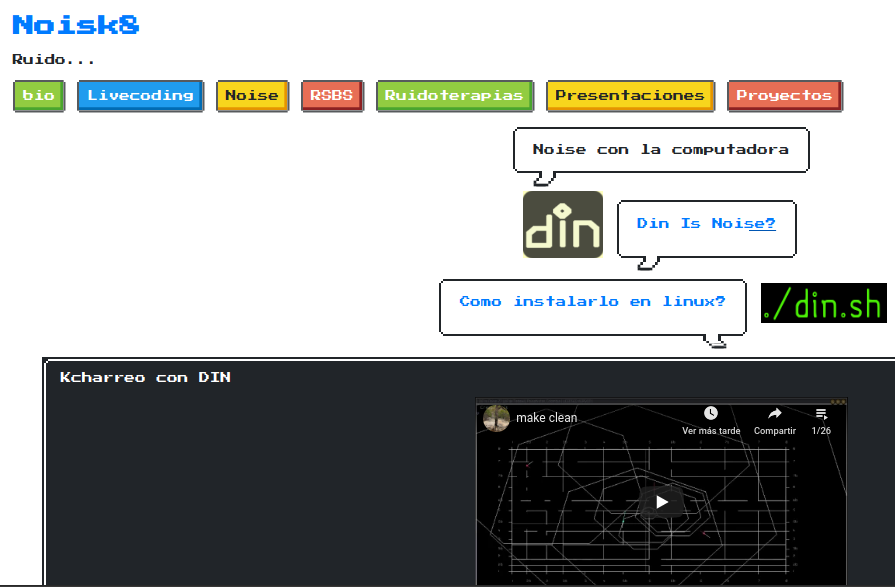 Noisk8
Ruido...
bio Livecoding Noise RSBS Ruidoterapias Presentaciones Proyectos
Noise con la computadora
din
Din Is Noise?
Como instalarlo en linux?
./din.sh
Kcharreo con DIN
make clean
Ver más tarde Compartir 1/26